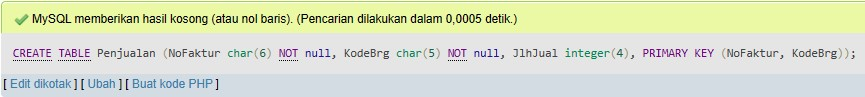 MySQL memberikan hasil kosong (atau nol baris). (Pencarian dilakukan dalam 0,0005 detik.)
CREATE TABLE Penjualan (NoFaktur char(6) NOT null, KodeBrg char(5) NOT null, JlhJual integer(4), PRIMARY KEY (NoFaktur, KodeBrg));
[ Edit dikotak ] [ Ubah ] [ Buat kode PHP ]